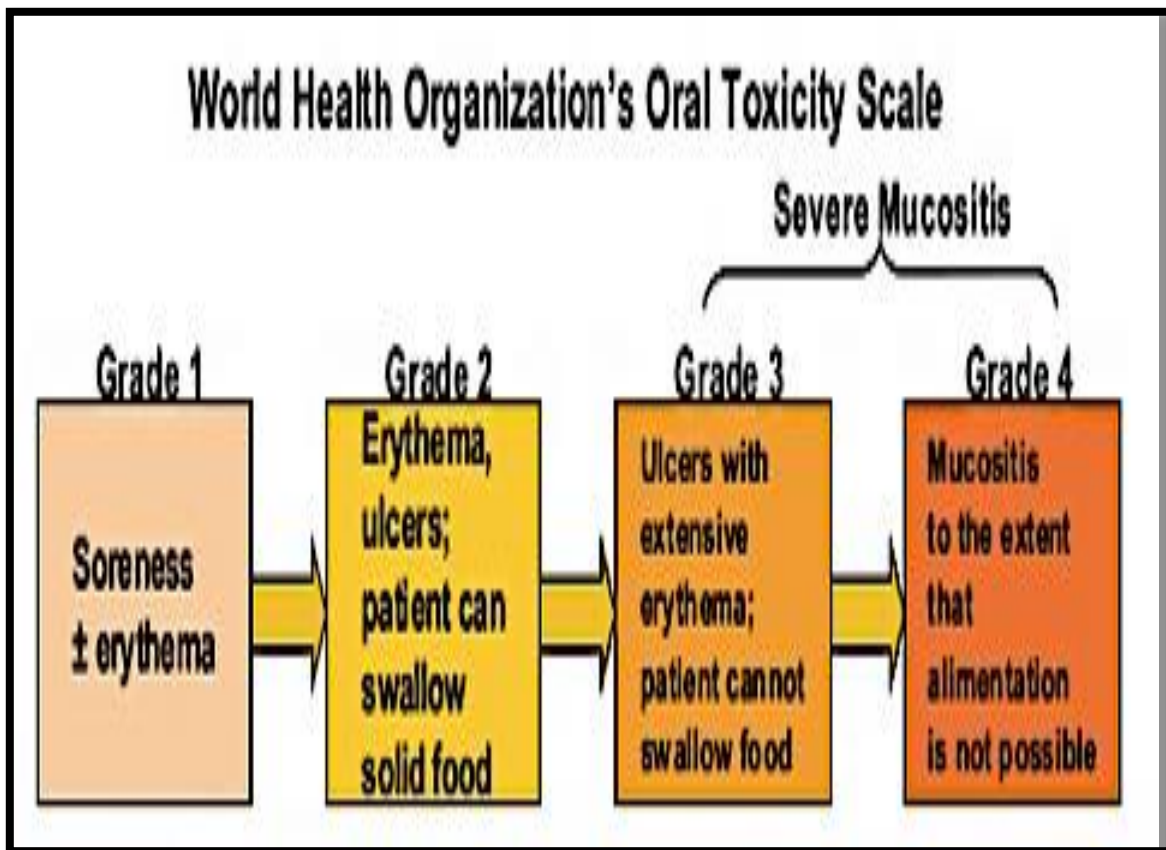 World Health Organization's Oral Toxicity Scale
Severe Mucositis
Grade 1
Soreness
± erythema
Grade 2
Erythema,
ulcers;
patient can
swallow
solid food
Grade 3
Ulcers with
extensive
erythema;
patient cannot
swallow food
Grade 4
Mucositis
to the extent
that
alimentation
is not possible